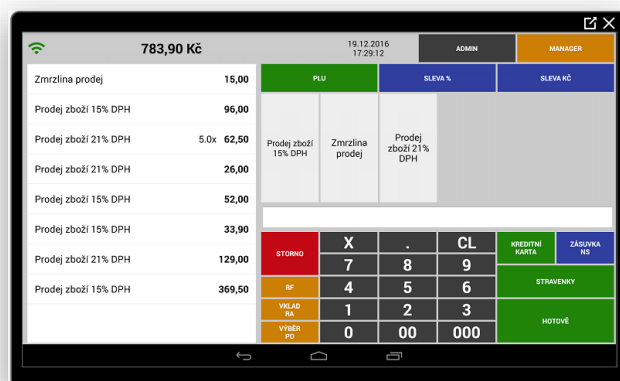 783,90 Kč
19.12.2016
17:29:12
ADMIN
MANAGER
Zmrzlina prodej 15,00
Prodej zboží 15% DPH 96,00
Prodej zboží 21% DPH 5.0x 62,50
Prodej zboží 21% DPH 26,00
Prodej zboží 15% DPH 52,00
Prodej zboží 15% DPH 33,90
Prodej zboží 21% DPH 129,00
Prodej zboží 15% DPH 369,50
PLU
SLEVA %
SLEVA KČ
Prodej zboží
15% DPH
Zmrzlina
prodej
Prodej
zboží 21%
DPH
STORNO
X . CL
KREDITNÍ
KARTA
ZÁSUVKA
NS
7 8 9
RF
4 5 6
STRAVENKY
VKLAD
RA
1 2 3
HOTOVĚ
VÝBĚR
PO
0 00 000